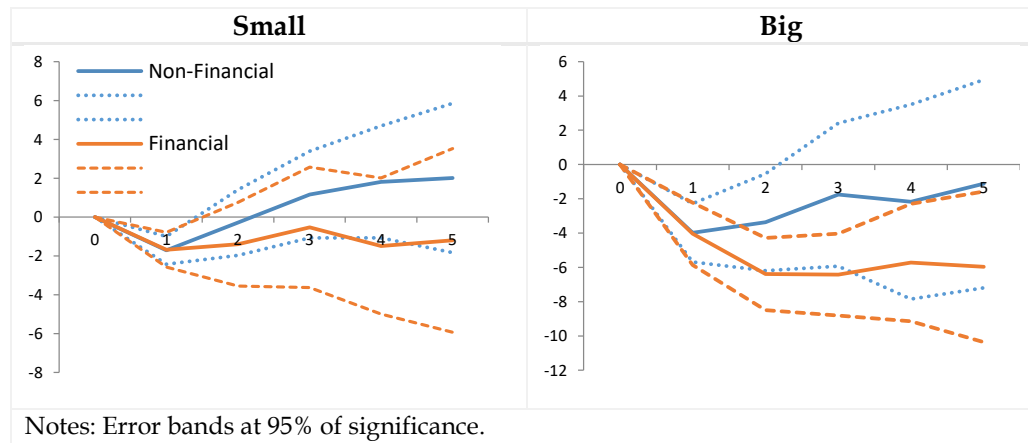 Small
Big
8
6
4
2
0
-2
-4
-6
-8
Non-Financial
Financial
0 1 2 3 4 5
6
4
2
0
-2
-4
-6
-8
-10
-12
0 1 2 3 4 5
Notes: Error bands at 95% of significance.